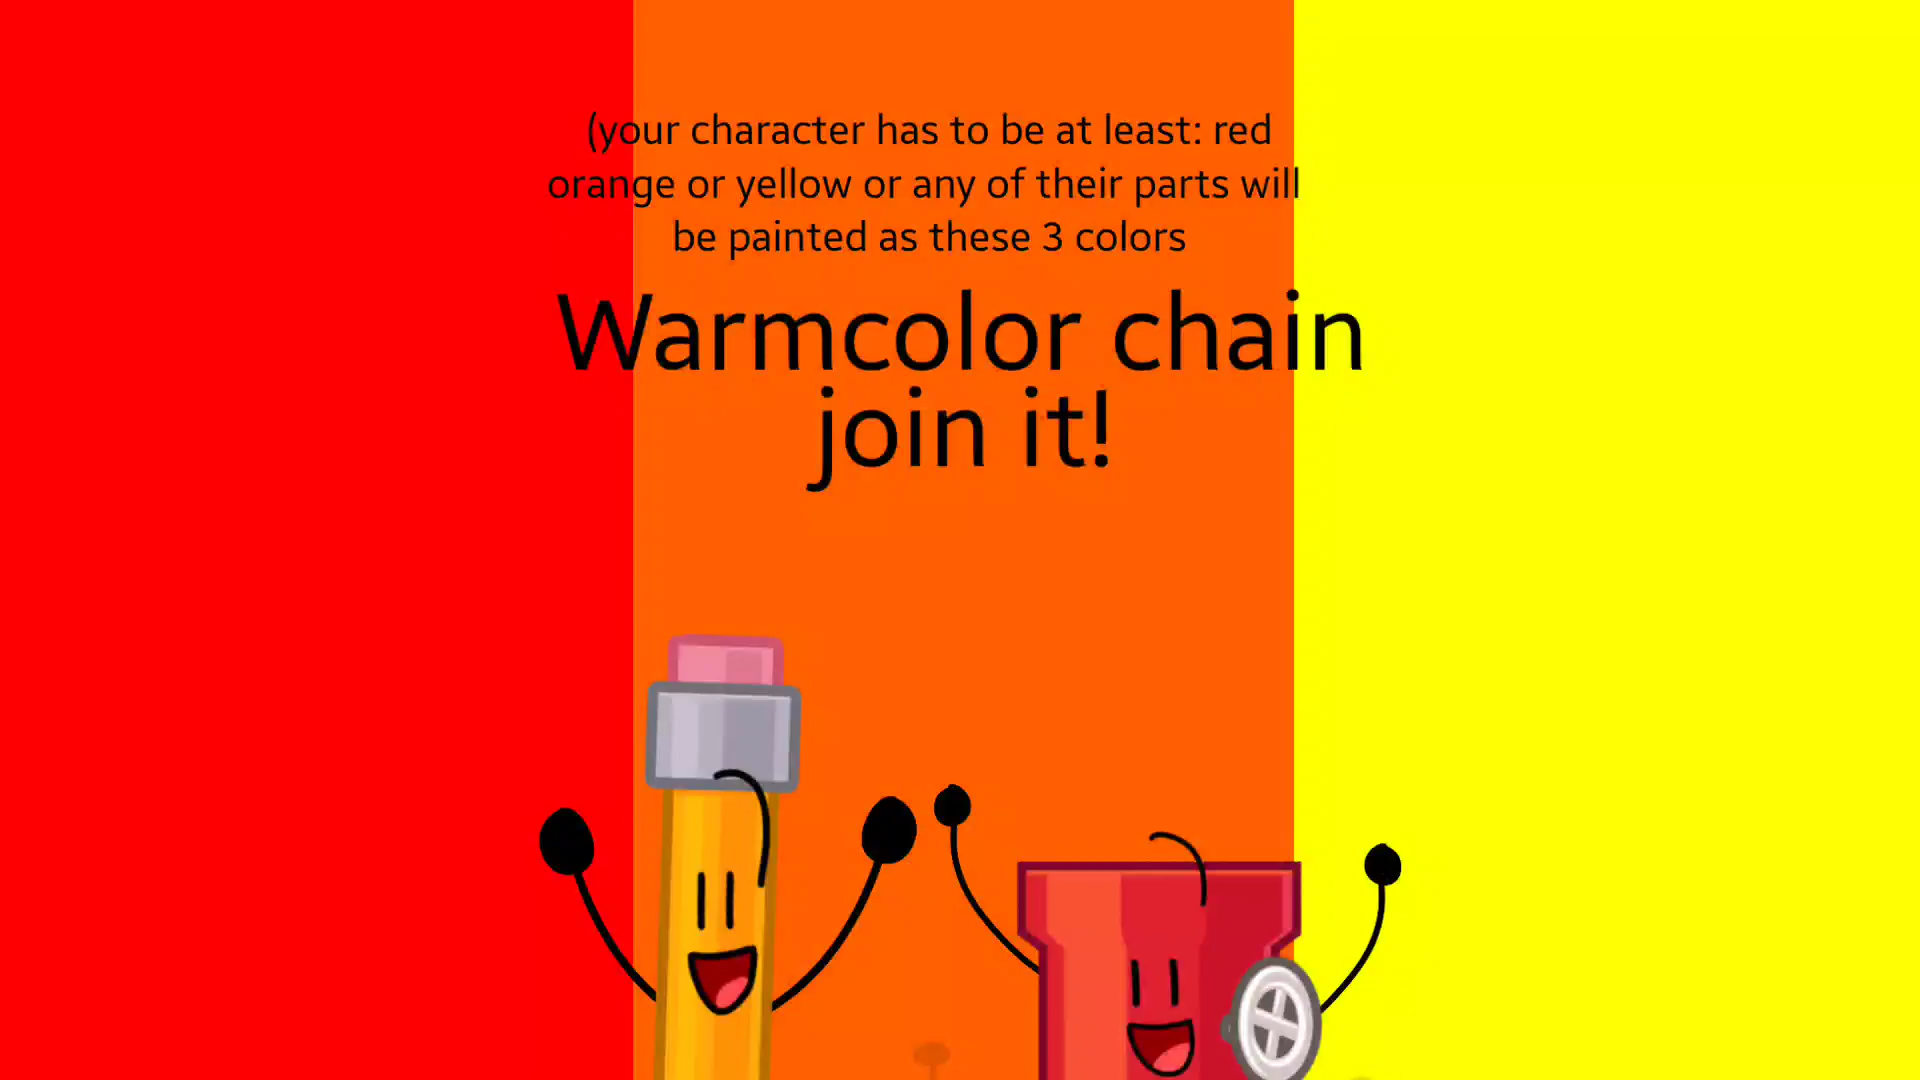 (your character has to be at least: red
orange or yellow or any of their parts will
be painted as these 3 colors
Warmcolor chain
join it!